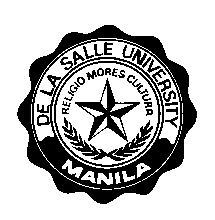 DE LA SALLE UNIVERSITY
RELIGIO MORES CULTURA
MANILA